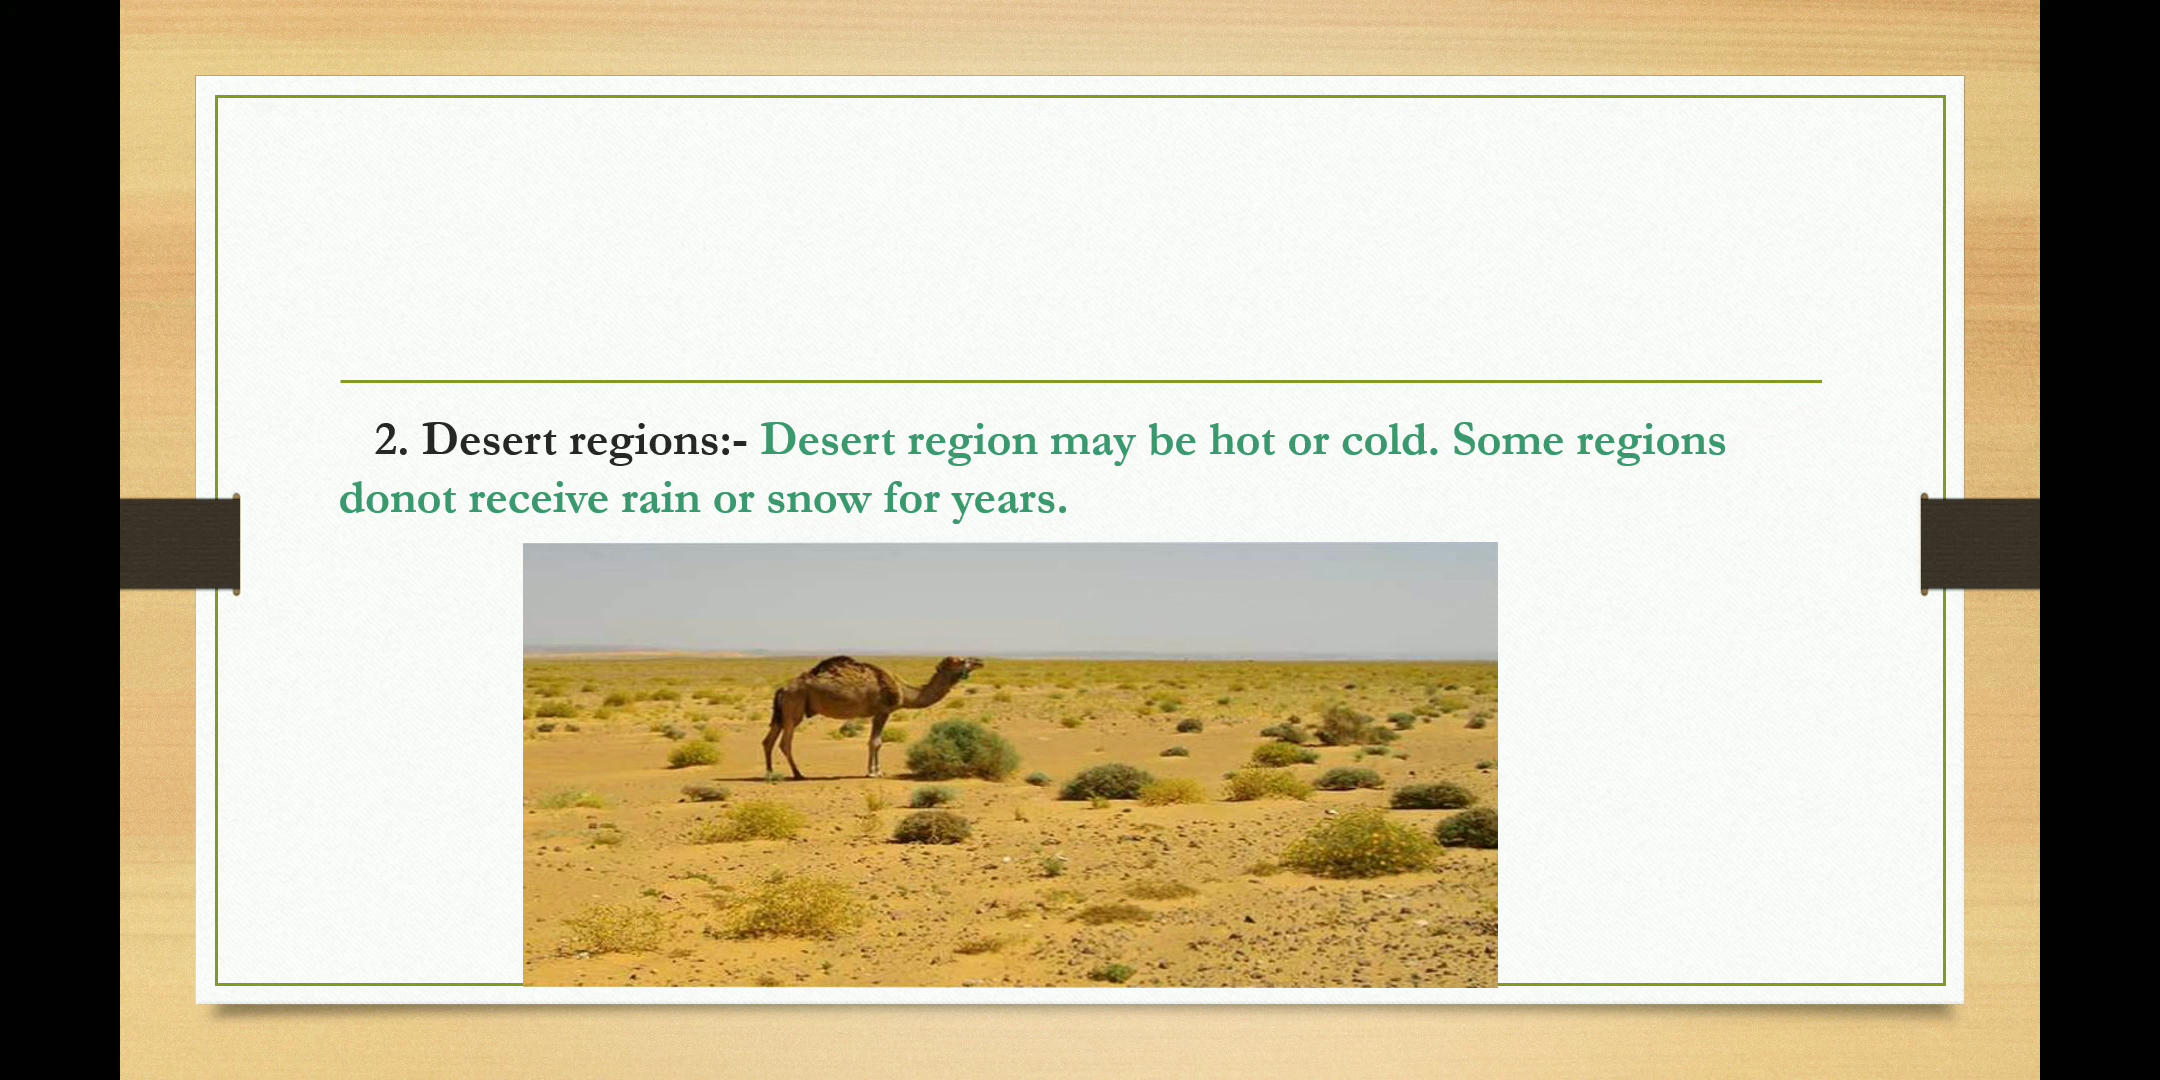 2. Desert regions:- Desert region may be hot or cold. Some regions
donot receive rain or snow for years.